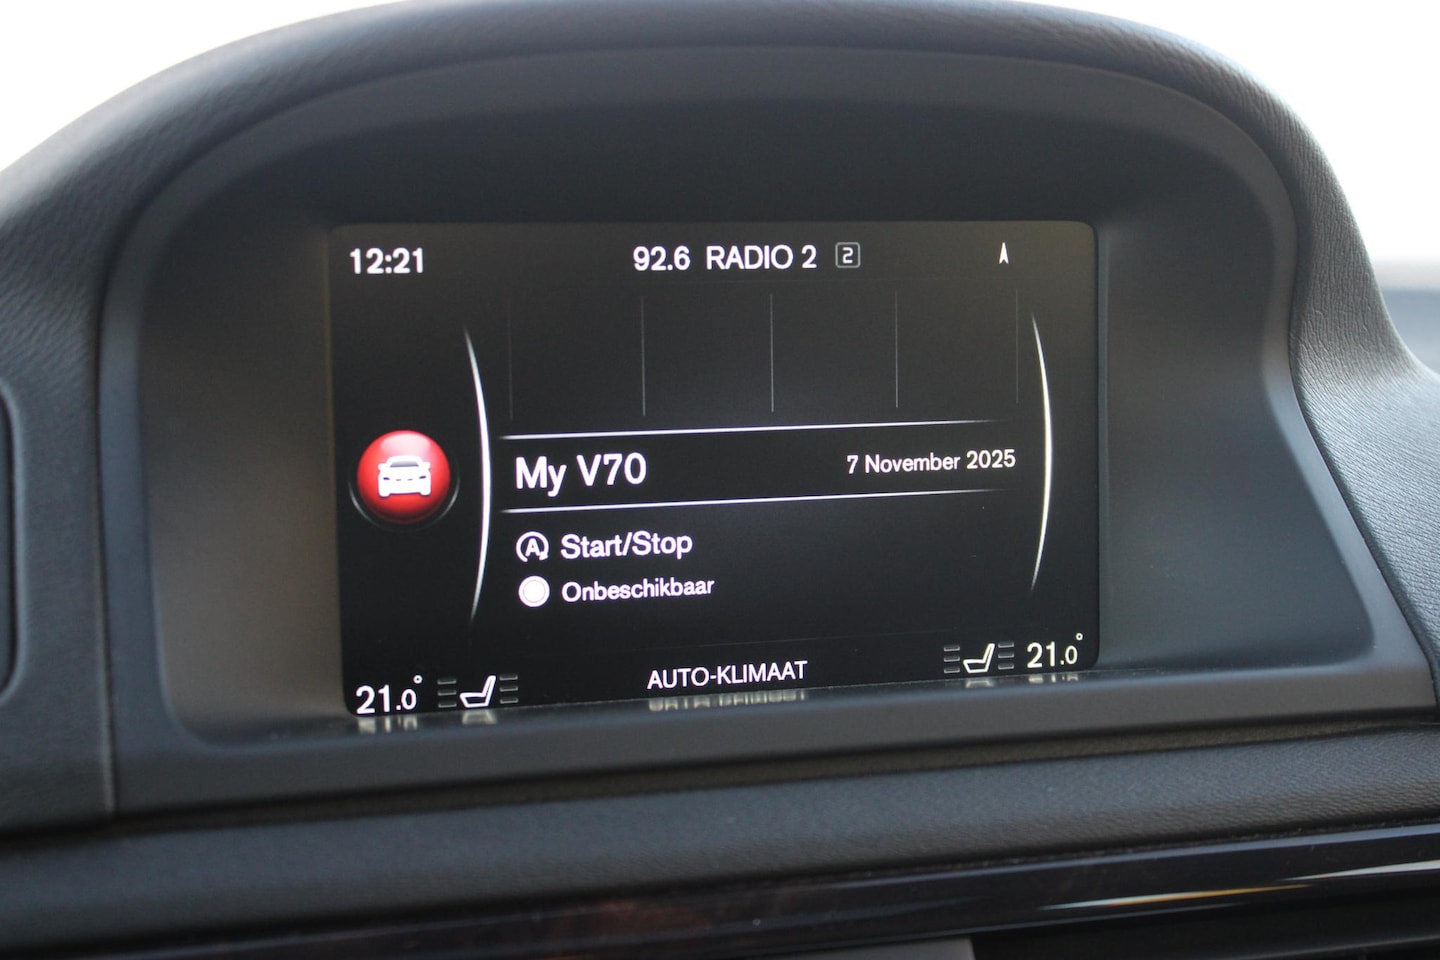 12:21 92.6 RADIO 2 2
My V70 7 November 2025
A Start/Stop
Onbeschikbaar
21.0° AUTO-KLIMAAT 21.0°